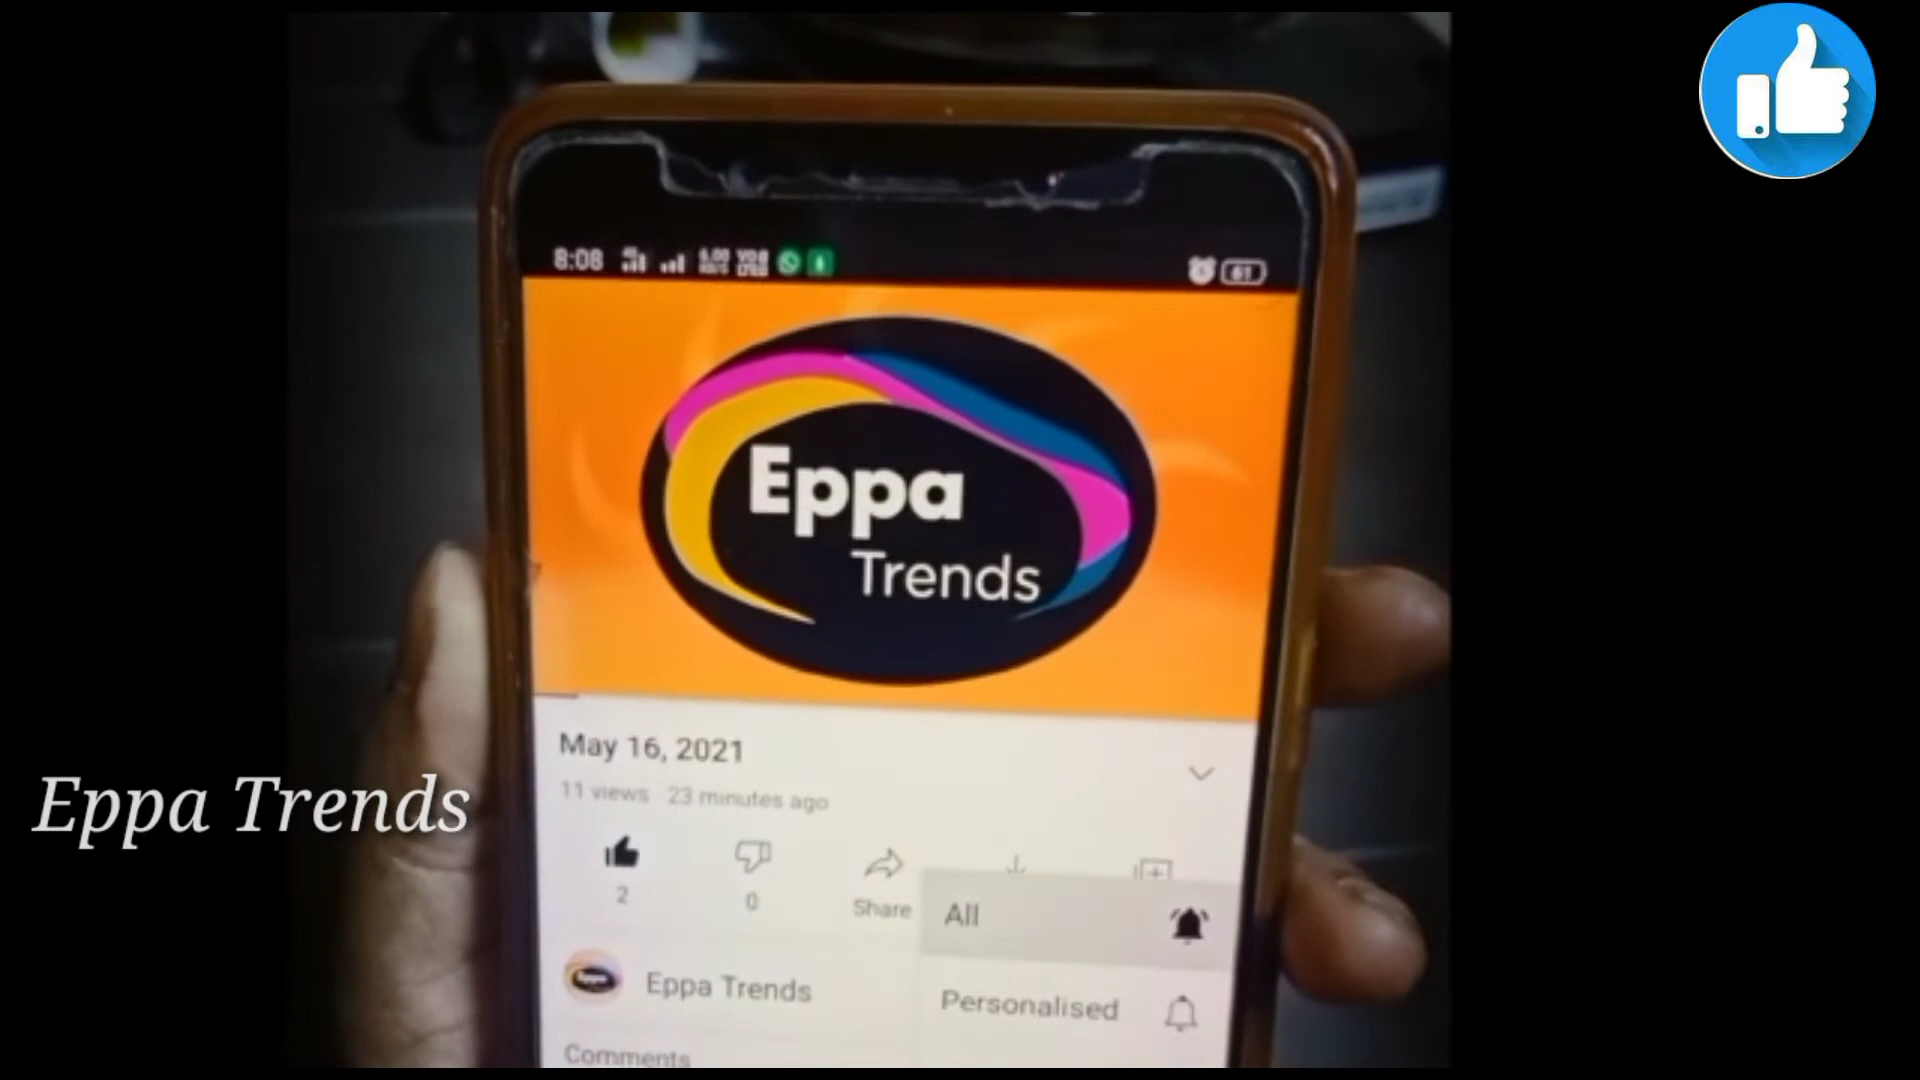 8:08
61
Eppa
Trends
May 16, 2021
11 views 23 minutes ago
2
0
Share
All
Eppa Trends
Personalised
Comments
Eppa Trends